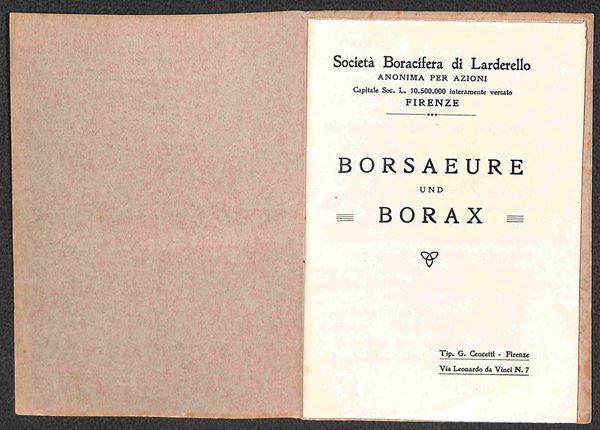 Società Boracifera di Larderello
ANONIMA PER AZIONI
Capitale Soc. L. 10.500.000 interamente versato
FIRENZE
BORSAEURE
UND
BORAX
Tip. G. Cencetti - Firenze
Via Leonardo da Vinci N. 7